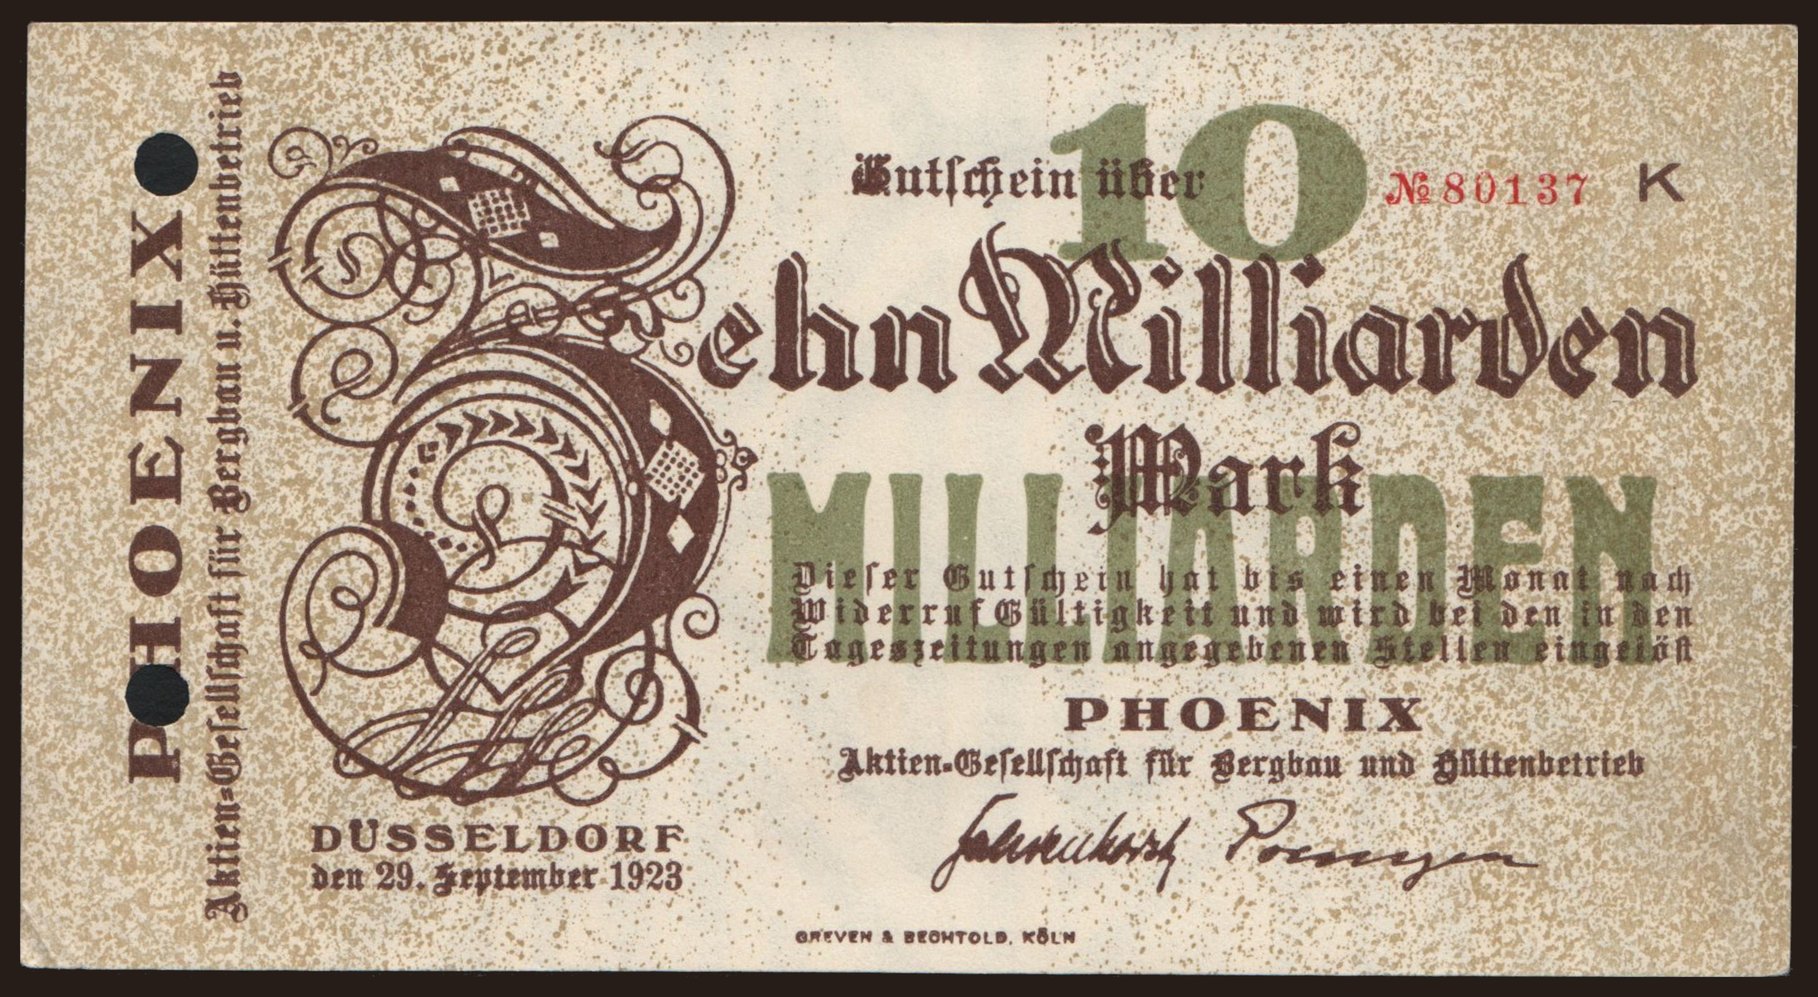 PHOENIX
Aktien-Gesellschaft für Bergbau u. Hüttenbetrieb
Gutschein über
10
№ 80137 K
Zehn Milliarden
Mark
MILLIARDEN
Dieser Gutschein hat bis einen Monat nach
Widerruf Gültigkeit und wird bei den in den
Tageszeitungen angegebenen Stellen eingelöst
PHOENIX
Aktien-Gesellschaft für Bergbau und Hüttenbetrieb
DÜSSELDORF
den 29. September 1923
GREVEN & BECHTOLD, KÖLN